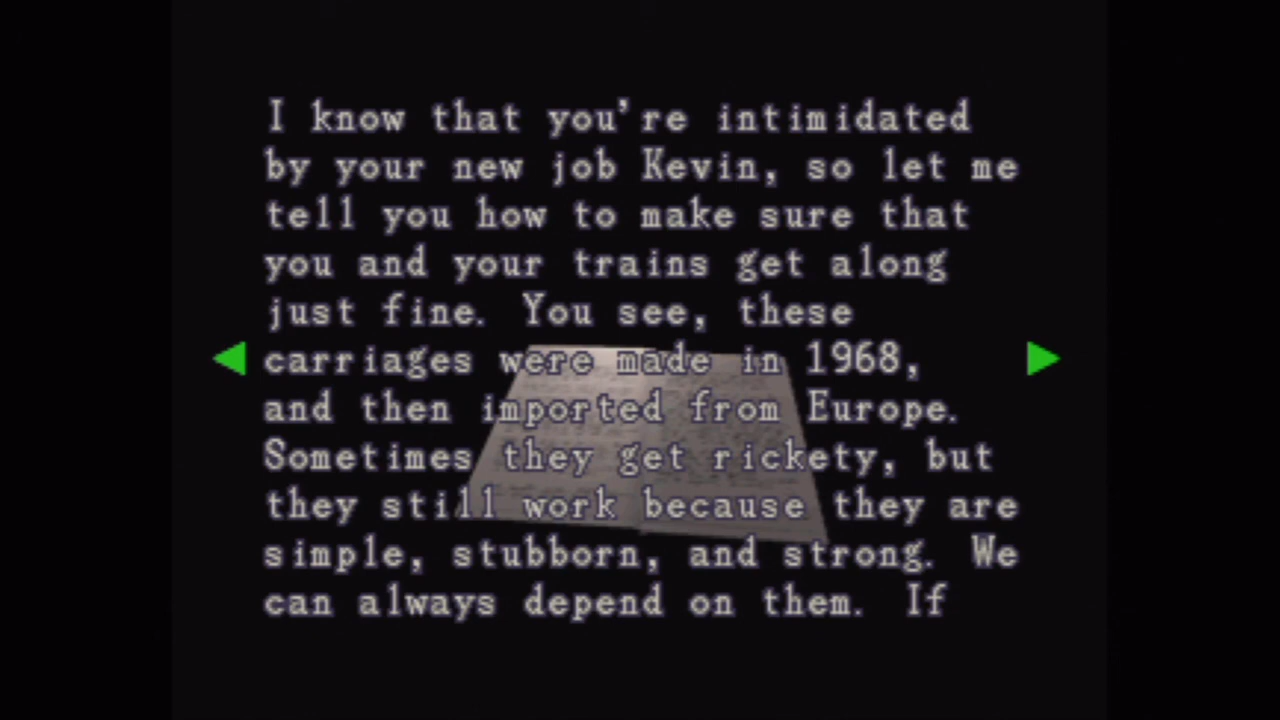 I know that you're intimidated
by your new job Kevin, so let me
tell you how to make sure that
you and your trains get along
just fine. You see, these
carriages were made in 1968,
and then imported from Europe.
Sometimes they get rickety, but
they still work because they are
simple, stubborn, and strong. We
can always depend on them. If